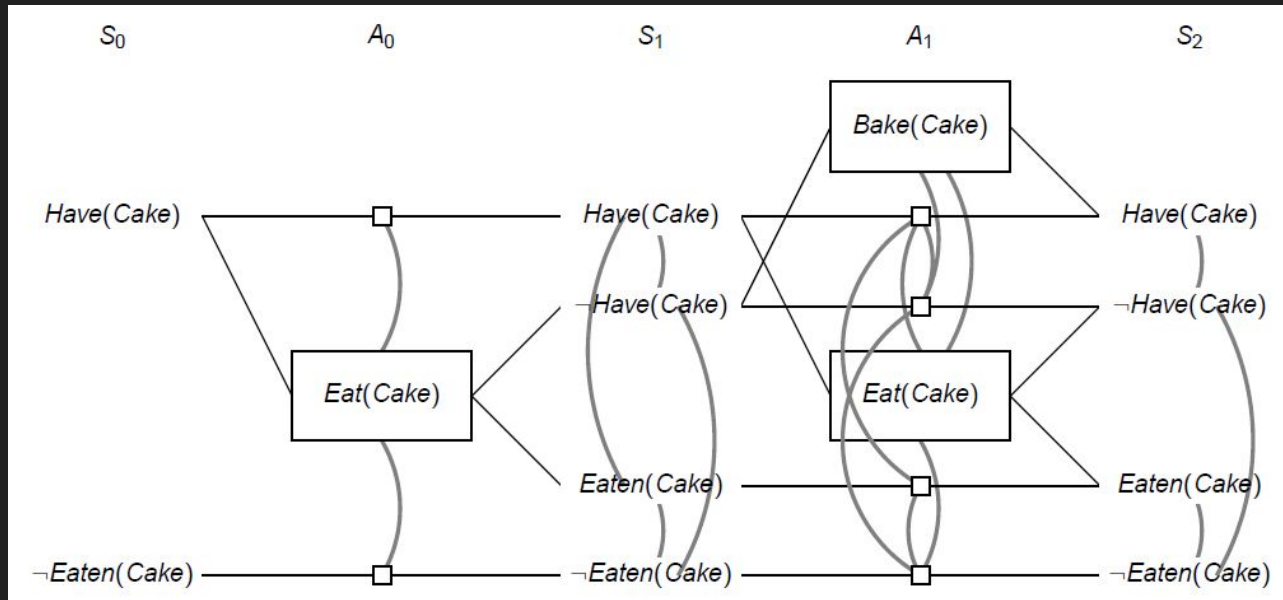 S₀ A₀ S₁ A₁ S₂
Bake(Cake)
Have(Cake) Have(Cake) Have(Cake)
¬Have(Cake) ¬Have(Cake)
Eat(Cake) Eat(Cake)
Eaten(Cake) Eaten(Cake)
¬Eaten(Cake) ¬Eaten(Cake) ¬Eaten(Cake)